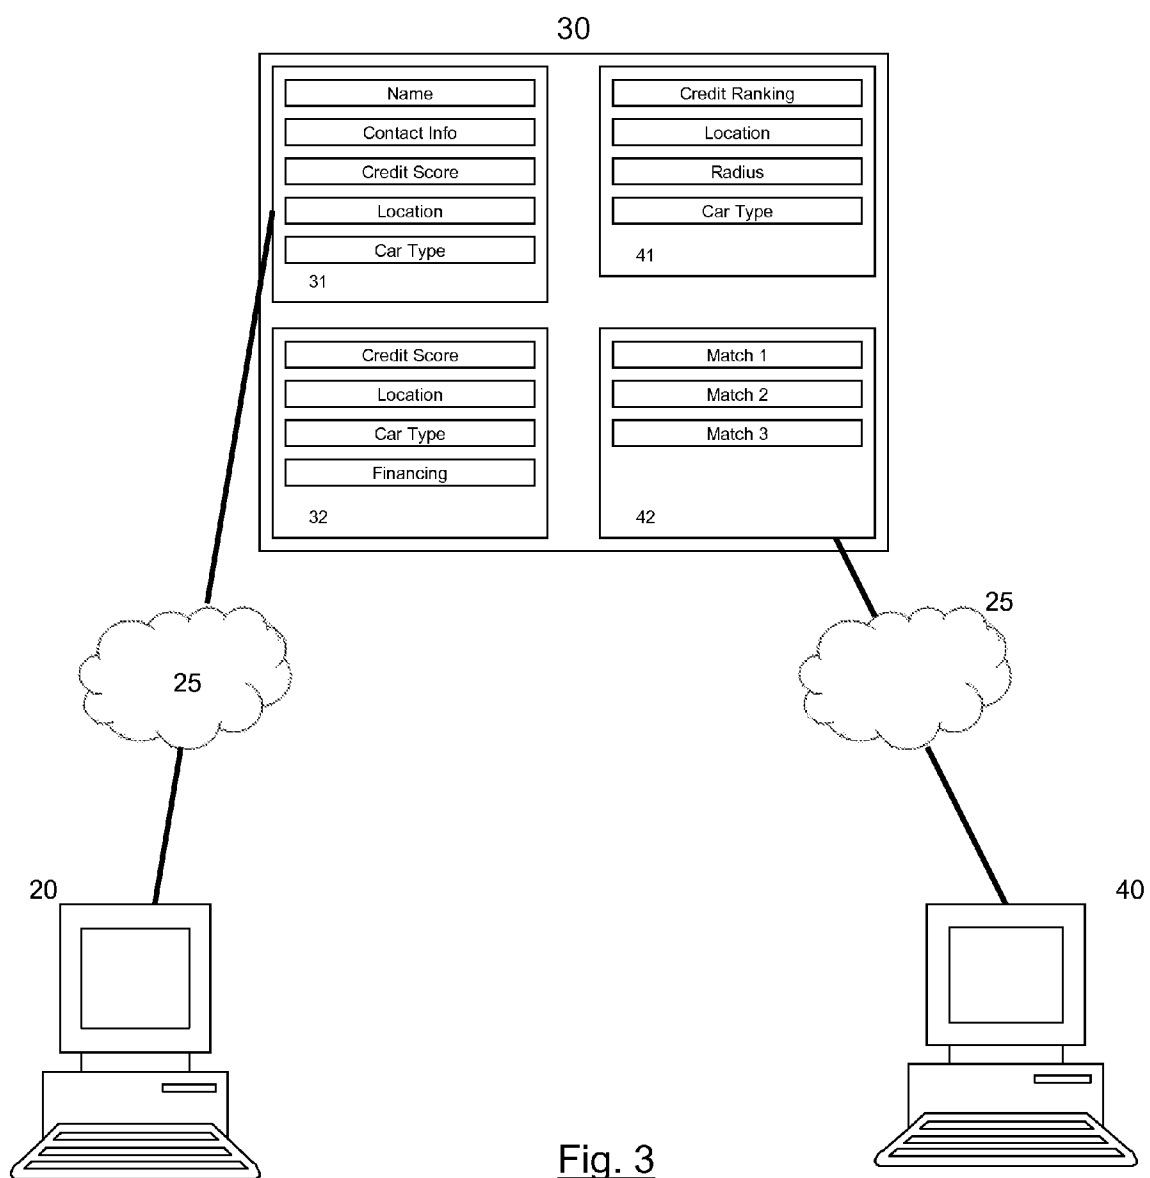 30
Name
Contact Info
Credit Score
Location
Car Type
31
Credit Ranking
Location
Radius
Car Type
41
Credit Score
Location
Car Type
Financing
32
Match 1
Match 2
Match 3
42
25
25
20
40
Fig. 3